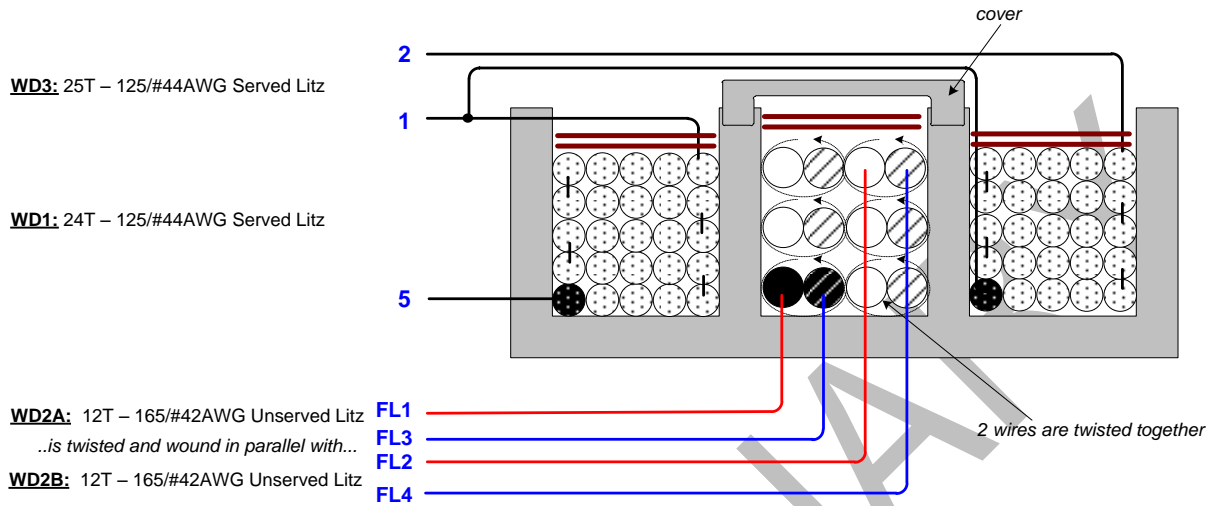 cover
2
WD3: 25T – 125/#44AWG Served Litz
1
WD1: 24T – 125/#44AWG Served Litz
5
WD2A: 12T – 165/#42AWG Unserved Litz
FL1
..is twisted and wound in parallel with...
FL3
2 wires are twisted together
FL2
WD2B: 12T – 165/#42AWG Unserved Litz
FL4